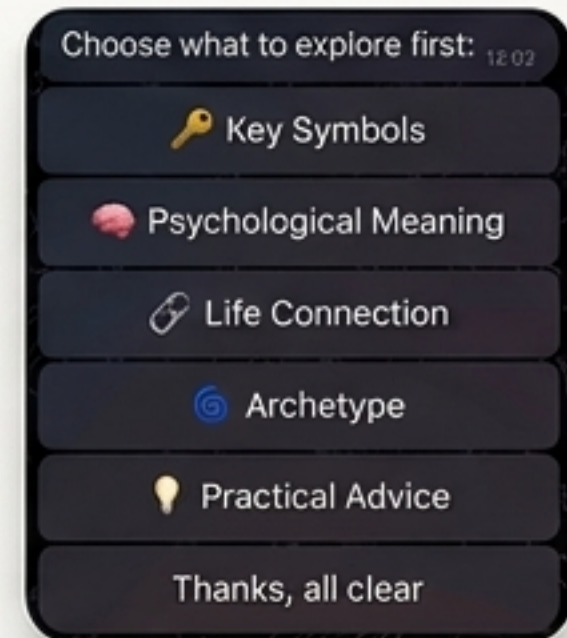 Choose what to explore first: 12:02
🔑 Key Symbols
🧠 Psychological Meaning
🔗 Life Connection
🌀 Archetype
💡 Practical Advice
Thanks, all clear